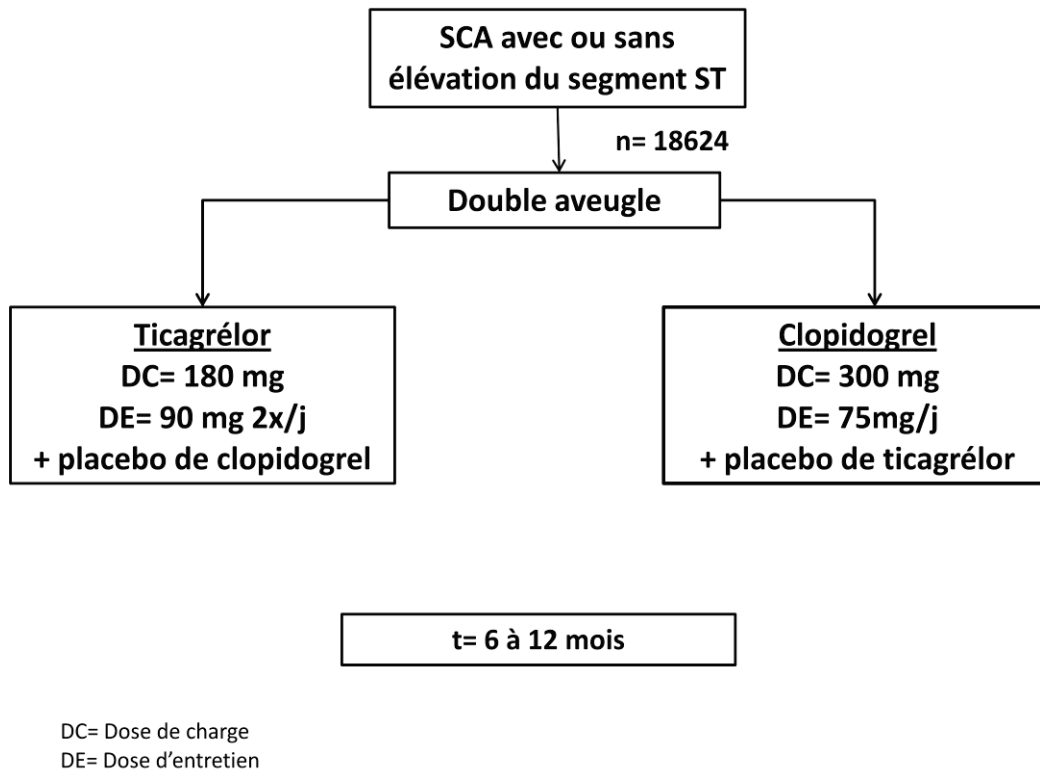 SCA avec ou sans
élévation du segment ST
n= 18624
Double aveugle
Ticagrélor
DC= 180 mg
DE= 90 mg 2x/j
+ placebo de clopidogrel
Clopidogrel
DC= 300 mg
DE= 75mg/j
+ placebo de ticagrélor
t= 6 à 12 mois
DC= Dose de charge
DE= Dose d’entretien